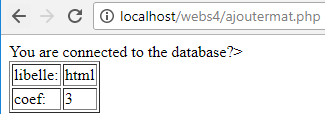 localhost/webs4/ajoutermat.php
You are connected to the database?>
libelle: html
coef: 3